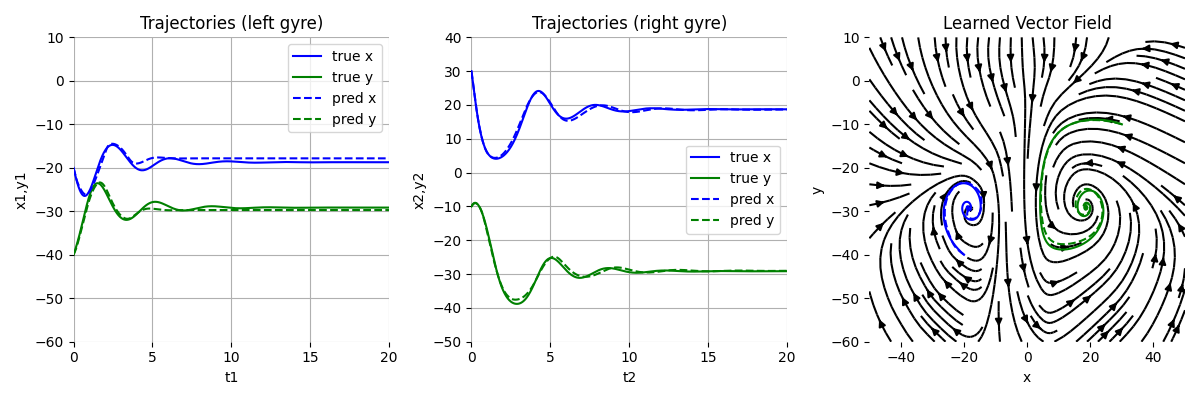 Trajectories (left gyre)
10
0
−10
−20
−30
−40
−50
−60
x1,y1
0
5
10
15
20
t1
true x
true y
pred x
pred y
Trajectories (right gyre)
40
30
20
10
0
−10
−20
−30
−40
−50
x2,y2
0
5
10
15
20
t2
true x
true y
pred x
pred y
Learned Vector Field
10
0
−10
−20
−30
−40
−50
−60
y
−40
−20
0
20
40
x